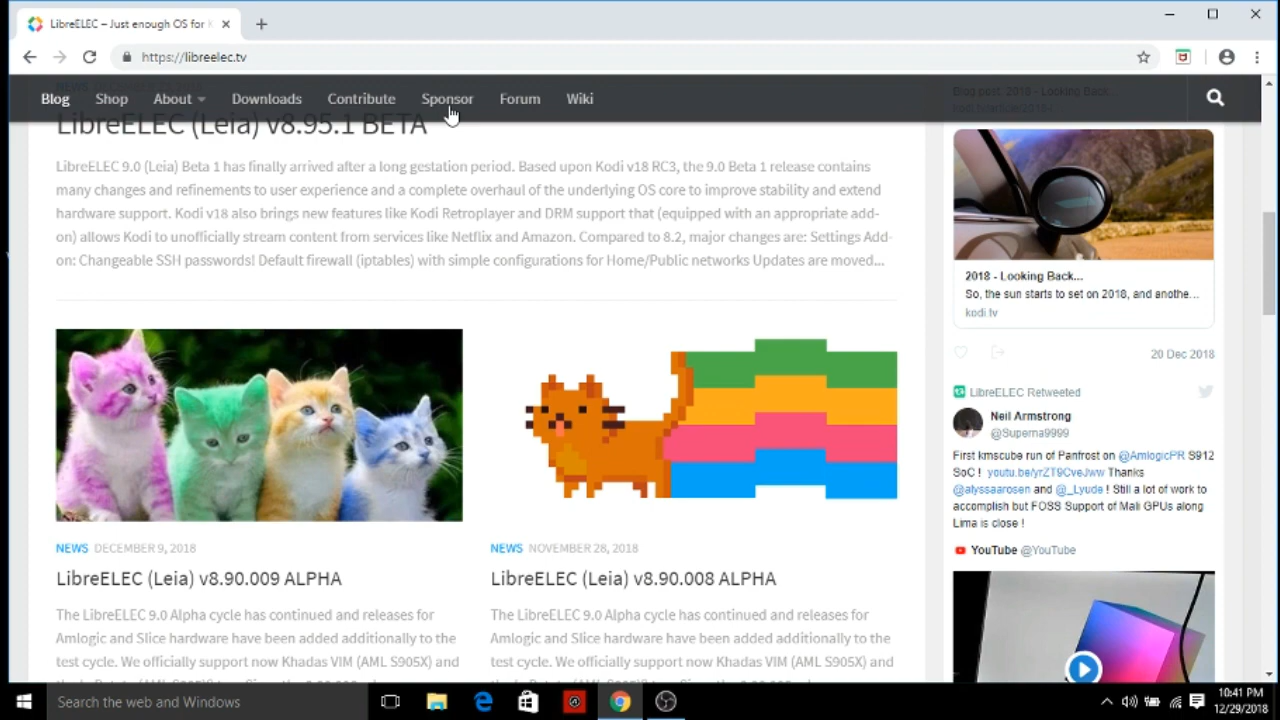 LibreELEC – Just enough OS for K
https://libreelec.tv
Blog Shop About Downloads Contribute Sponsor Forum Wiki
LibreELEC (Leia) v8.95.1 BETA
LibreELEC 9.0 (Leia) Beta 1 has finally arrived after a long gestation period. Based upon Kodi v18 RC3, the 9.0 Beta 1 release contains
many changes and refinements to user experience and a complete overhaul of the underlying OS core to improve stability and extend
hardware support. Kodi v18 also brings new features like Kodi Retroplayer and DRM support that (equipped with an appropriate add-
on) allows Kodi to unofficially stream content from services like Netflix and Amazon. Compared to 8.2, major changes are: Settings Add-
on: Changeable SSH passwords! Default firewall (iptables) with simple configurations for Home/Public networks Updates are moved...
NEWS DECEMBER 9, 2018
LibreELEC (Leia) v8.90.009 ALPHA
The LibreELEC 9.0 Alpha cycle has continued and releases for
Amlogic and Slice hardware have been added additionally to the
test cycle. We officially support now Khadas VIM (AML S905X)
NEWS NOVEMBER 28, 2018
LibreELEC (Leia) v8.90.008 ALPHA
The LibreELEC 9.0 Alpha cycle has continued and releases for
Amlogic and Slice hardware have been added additionally to the
test cycle. We officially support now Khadas VIM (AML S905X)
Blog post: 2018 - Looking Back...
2018 - Looking Back...
So, the sun starts to set on 2018, and anothe...
kodi.tv
20 Dec 2018
LibreELEC Retweeted
Neil Armstrong
@Superna9999
First kmscube run of Panfrost on @AmlogicPR S912
SoC ! youtu.be/yrZT9CveJww Thanks
@alyssarosen and @_Lyude ! Still a lot of work to
accomplish but FOSS Support of Mali GPUs along
Lima is close !
YouTube @YouTube
Search the web and Windows
10:41 PM
12/29/2018